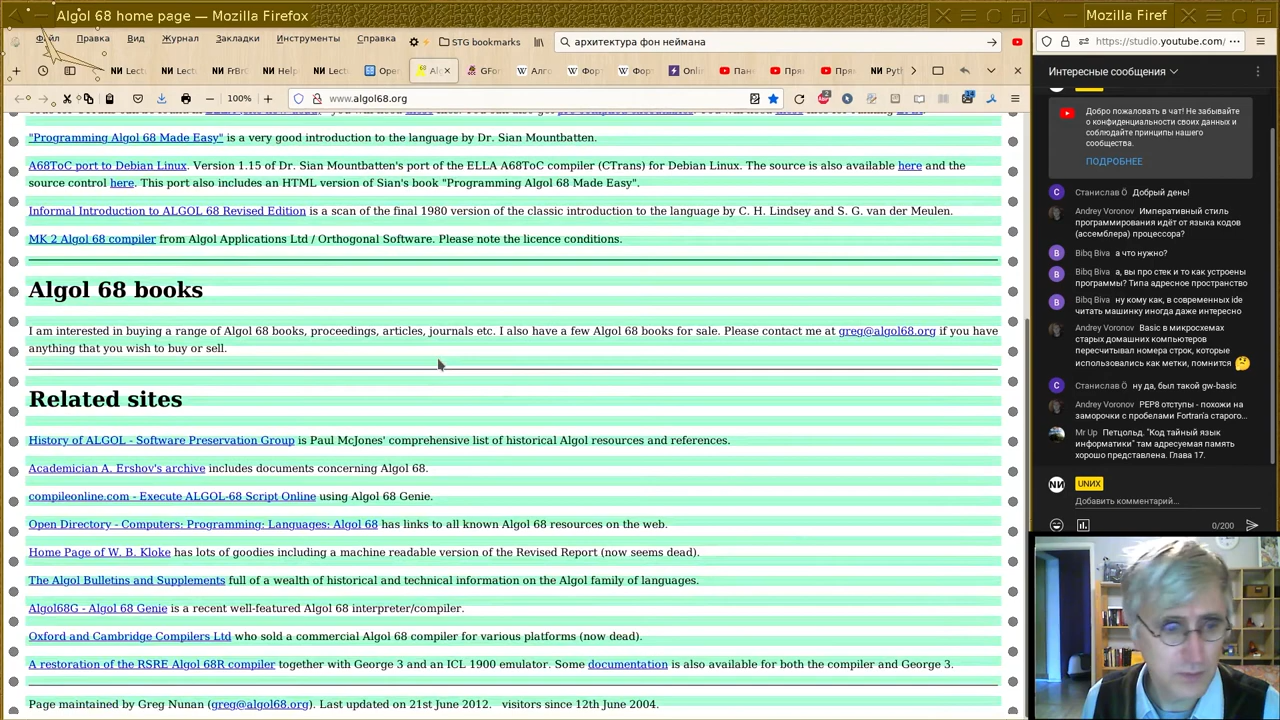 Algol 68 home page — Mozilla Firefox
Файл Правка Вид Журнал Закладки Инструменты Справка
STG bookmarks
архитектура фон неймана
Lect Lect FrBrG Help Lect Open Alg GFor Алго Форт Форт Onli Пан Пря Пря Pyth
100%
www.algol68.org
"Programming Algol 68 Made Easy" is a very good introduction to the language by Dr. Sian Mountbatten.
A68ToC port to Debian Linux. Version 1.15 of Dr. Sian Mountbatten's port of the ELLA A68ToC compiler (CTrans) for Debian Linux. The source is also available here and the
source control here. This port also includes an HTML version of Sian's book "Programming Algol 68 Made Easy".
Informal Introduction to ALGOL 68 Revised Edition is a scan of the final 1980 version of the classic introduction to the language by C. H. Lindsey and S. G. van der Meulen.
MK 2 Algol 68 compiler from Algol Applications Ltd / Orthogonal Software. Please note the licence conditions.
Algol 68 books
I am interested in buying a range of Algol 68 books, proceedings, articles, journals etc. I also have a few Algol 68 books for sale. Please contact me at greg@algol68.org if you have
anything that you wish to buy or sell.
Related sites
History of ALGOL - Software Preservation Group is Paul McJones' comprehensive list of historical Algol resources and references.
Academician A. Ershov's archive includes documents concerning Algol 68.
compileonline.com - Execute ALGOL-68 Script Online using Algol 68 Genie.
Open Directory - Computers: Programming: Languages: Algol 68 has links to all known Algol 68 resources on the web.
Home Page of W. B. Kloke has lots of goodies including a machine readable version of the Revised Report (now seems dead).
The Algol Bulletins and Supplements full of a wealth of historical and technical information on the Algol family of languages.
Algol68G - Algol 68 Genie is a recent well-featured Algol 68 interpreter/compiler.
Oxford and Cambridge Compilers Ltd who sold a commercial Algol 68 compiler for various platforms (now dead).
A restoration of the RSRE Algol 68R compiler together with George 3 and an ICL 1900 emulator. Some documentation is also available for both the compiler and George 3.
Page maintained by Greg Nunan (greg@algol68.org). Last updated on 21st June 2012. visitors since 12th June 2004.
Mozilla Firef
https://studio.youtube.com/
Интересные сообщения
Добро пожаловать в чат! Не забывайте
о конфиденциальности своих данных и
соблюдайте принципы нашего
сообщества.
ПОДРОБНЕЕ
Станислав Ö Добрый день!
Andrey Voronov Императивный стиль
программирования идёт от языка кодов
(ассемблера) процессора?
Bibq Biva а что нужно?
Bibq Biva а, вы про стек и то как устроены
программы? Типа адресное пространство
Bibq Biva ну кому как, в современных ide
читать машинку иногда даже интересно
Andrey Voronov Basic в микросхемах
старых домашних компьютеров
пересчитывал номера строк, которые
использовались как метки, помнится
Станислав Ö ну да, был такой gw-basic
Andrey Voronov PEP8 отступы - похожи на
заморочки с пробелами Fortran'а старого...
Mr Up Петцольд. "Код тайный язык
информатики" там адресуемая память
хорошо представлена. Глава 17.
UNИX
Добавить комментарий...
0/200